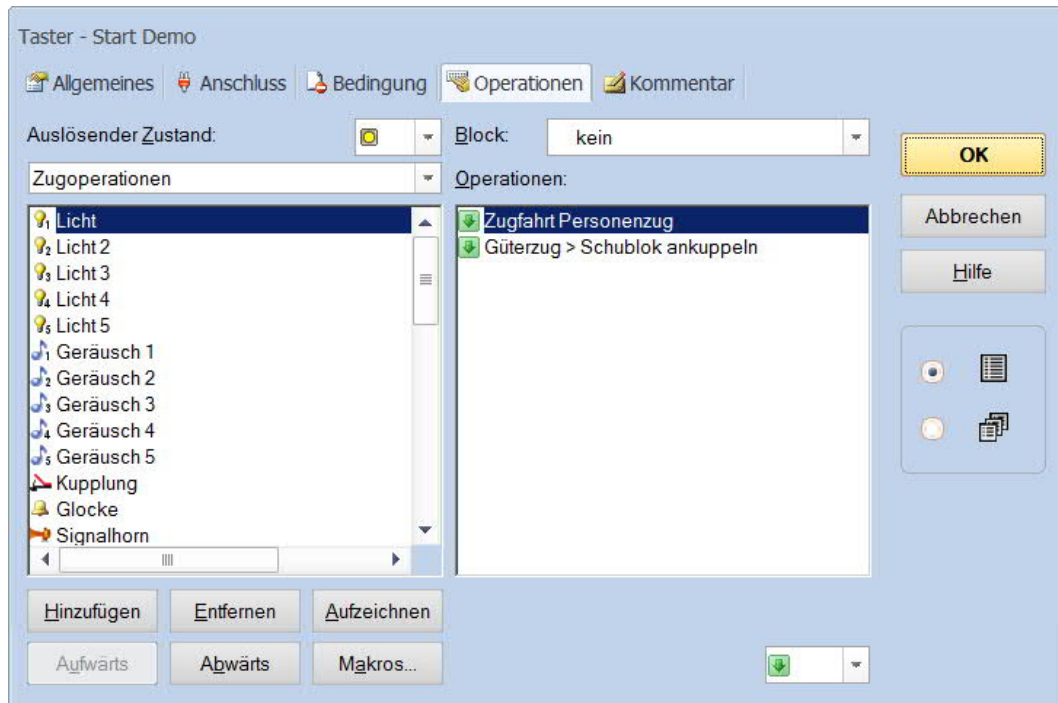 Taster - Start Demo
Allgemeines Anschluss Bedingung Operationen Kommentar
Auslösender Zustand:
Block: kein
Zugoperationen
Operationen:
Licht
Licht 2
Licht 3
Licht 4
Licht 5
Geräusch 1
Geräusch 2
Geräusch 3
Geräusch 4
Geräusch 5
Kupplung
Glocke
Signalhorn
Zugfahrt Personenzug
Güterzug > Schublok ankuppeln
OK
Abbrechen
Hilfe
Hinzufügen Entfernen Aufzeichnen
Aufwärts Abwärts Makros...